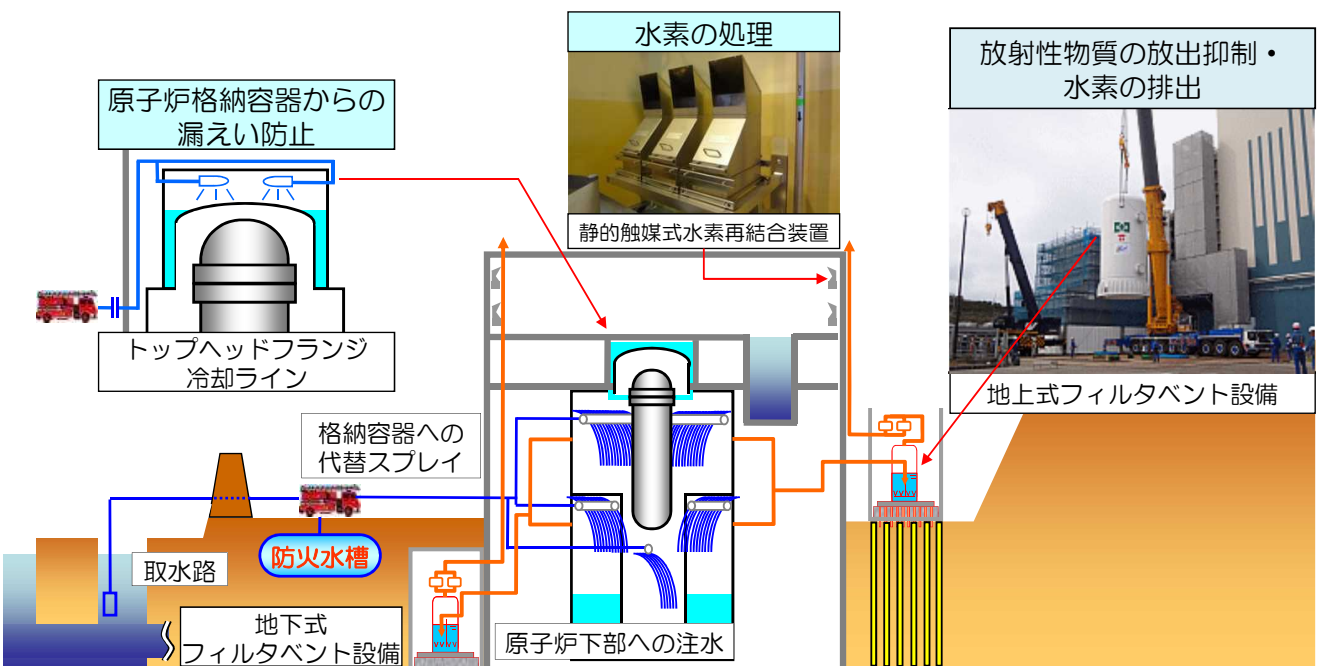 水素の処理
放射性物質の放出抑制・
水素の排出
原子炉格納容器からの
漏えい防止
静的触媒式水素再結合装置
トップヘッドフランジ
冷却ライン
地上式フィルタベント設備
格納容器への
代替スプレイ
防火水槽
取水路
地下式
フィルタベント設備
原子炉下部への注水